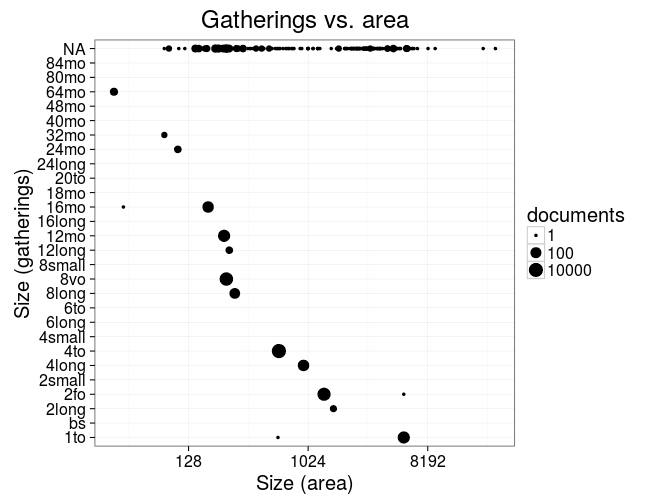 Gatherings vs. area
NA
84mo
80mo
64mo
48mo
40mo
32mo
24mo
24long
20to
18mo
16mo
16long
12mo
12long
8small
8vo
8long
6to
6long
4small
4to
4long
2small
2fo
2long
bs
1to
Size (gatherings)
128
1024
8192
Size (area)
documents
1
100
10000